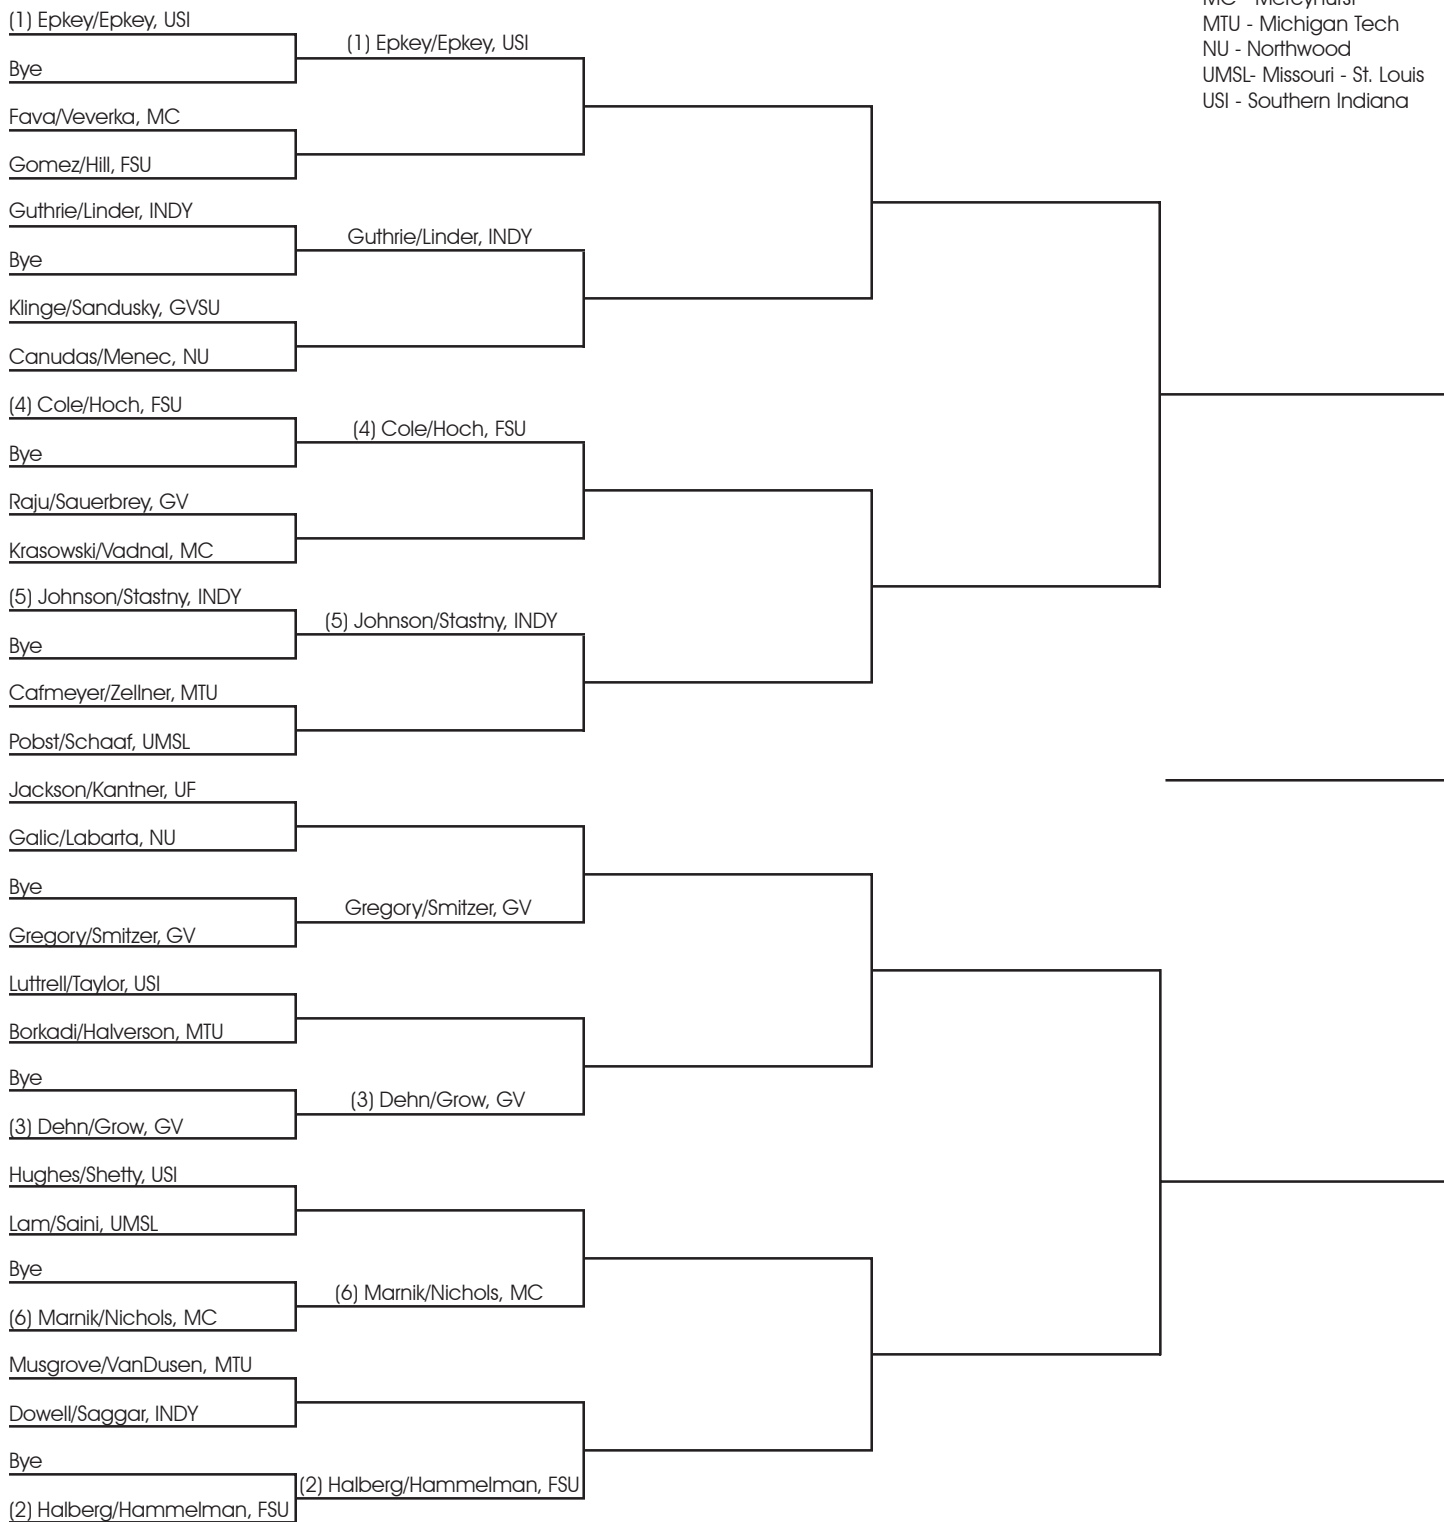 MC - Mercyhurst
MTU - Michigan Tech
NU - Northwood
UMSL- Missouri - St. Louis
USI - Southern Indiana
(1) Epkey/Epkey, USI
Bye
Fava/Veverka, MC
Gomez/Hill, FSU
Guthrie/Linder, INDY
Bye
Klinge/Sandusky, GVSU
Canudas/Menec, NU
(4) Cole/Hoch, FSU
Bye
Raju/Sauerbrey, GV
Krasowski/Vadnal, MC
(5) Johnson/Stastny, INDY
Bye
Cafmeyer/Zellner, MTU
Pobst/Schaaf, UMSL
Jackson/Kantner, UF
Galic/Labarta, NU
Bye
Gregory/Smitzer, GV
Luttrell/Taylor, USI
Borkadi/Halverson, MTU
Bye
(3) Dehn/Grow, GV
Hughes/Shetty, USI
Lam/Saini, UMSL
Bye
(6) Marnik/Nichols, MC
Musgrove/VanDusen, MTU
Dowell/Saggar, INDY
Bye
(2) Halberg/Hammelman, FSU
(1) Epkey/Epkey, USI
Guthrie/Linder, INDY
(4) Cole/Hoch, FSU
(5) Johnson/Stastny, INDY
Gregory/Smitzer, GV
(3) Dehn/Grow, GV
(6) Marnik/Nichols, MC
(2) Halberg/Hammelman, FSU